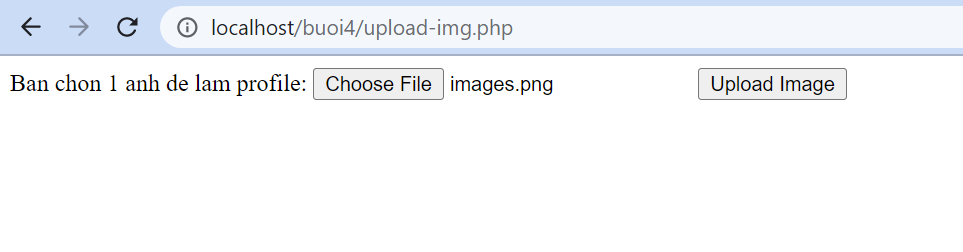 localhost/buoi4/upload-img.php
Ban chon 1 anh de lam profile: Choose File images.png Upload Image